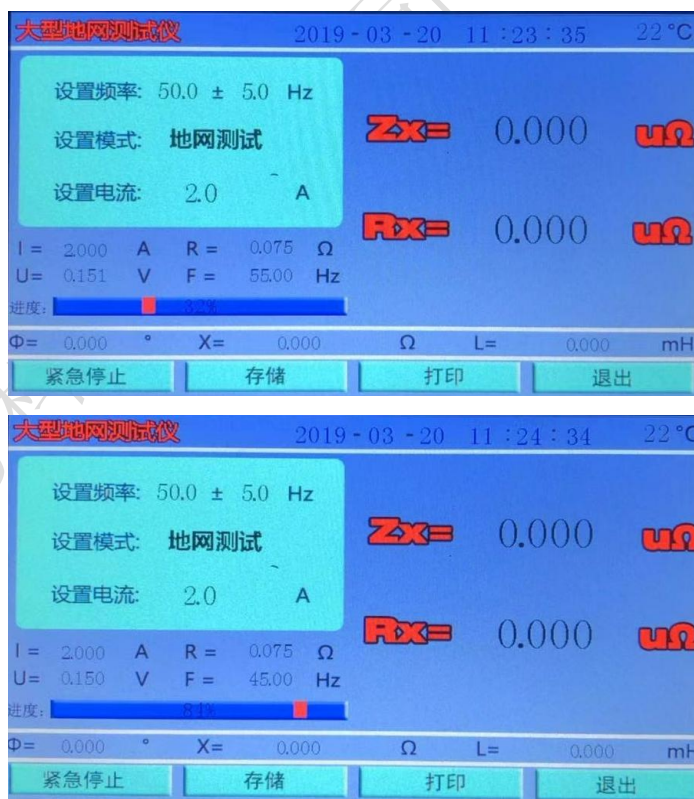 大型地网测试仪 2019-03-20 11:23:35 22℃
设置频率: 50.0 ± 5.0 Hz
设置模式: 地网测试
Zx= 0.000 uΩ
设置电流: 2.0 A
Rx= 0.000 uΩ
I = 2.000 A R = 0.075 Ω
U= 0.151 V F = 55.00 Hz
进度: 32%
Φ= 0.000 ° X= 0.000 Ω L= 0.000 mH
紧急停止 存储 打印 退出
大型地网测试仪 2019-03-20 11:24:34 22℃
设置频率: 50.0 ± 5.0 Hz
设置模式: 地网测试
Zx= 0.000 uΩ
设置电流: 2.0 A
Rx= 0.000 uΩ
I = 2.000 A R = 0.075 Ω
U= 0.150 V F = 45.00 Hz
进度: 84%
Φ= 0.000 ° X= 0.000 Ω L= 0.000 mH
紧急停止 存储 打印 退出